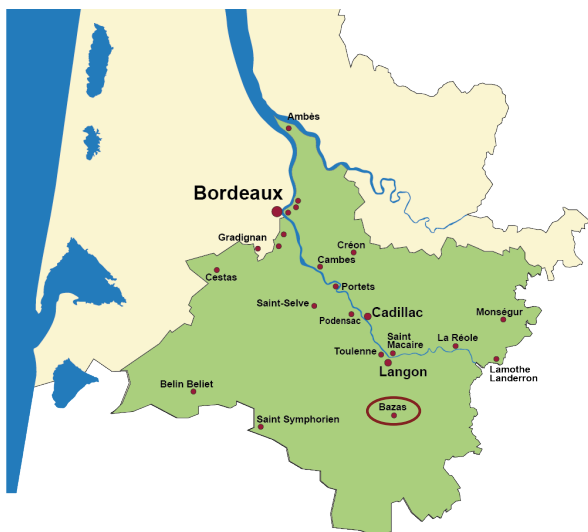 Ambès
Bordeaux
Gradignan
Créon
Cambes
Cestas
Portets
Saint-Selve
Podensac
Cadillac
Monségur
Saint
Macaire
La Réole
Toulenne
Langon
Lamothe
Landerron
Belin Beliet
Bazas
Saint Symphorien